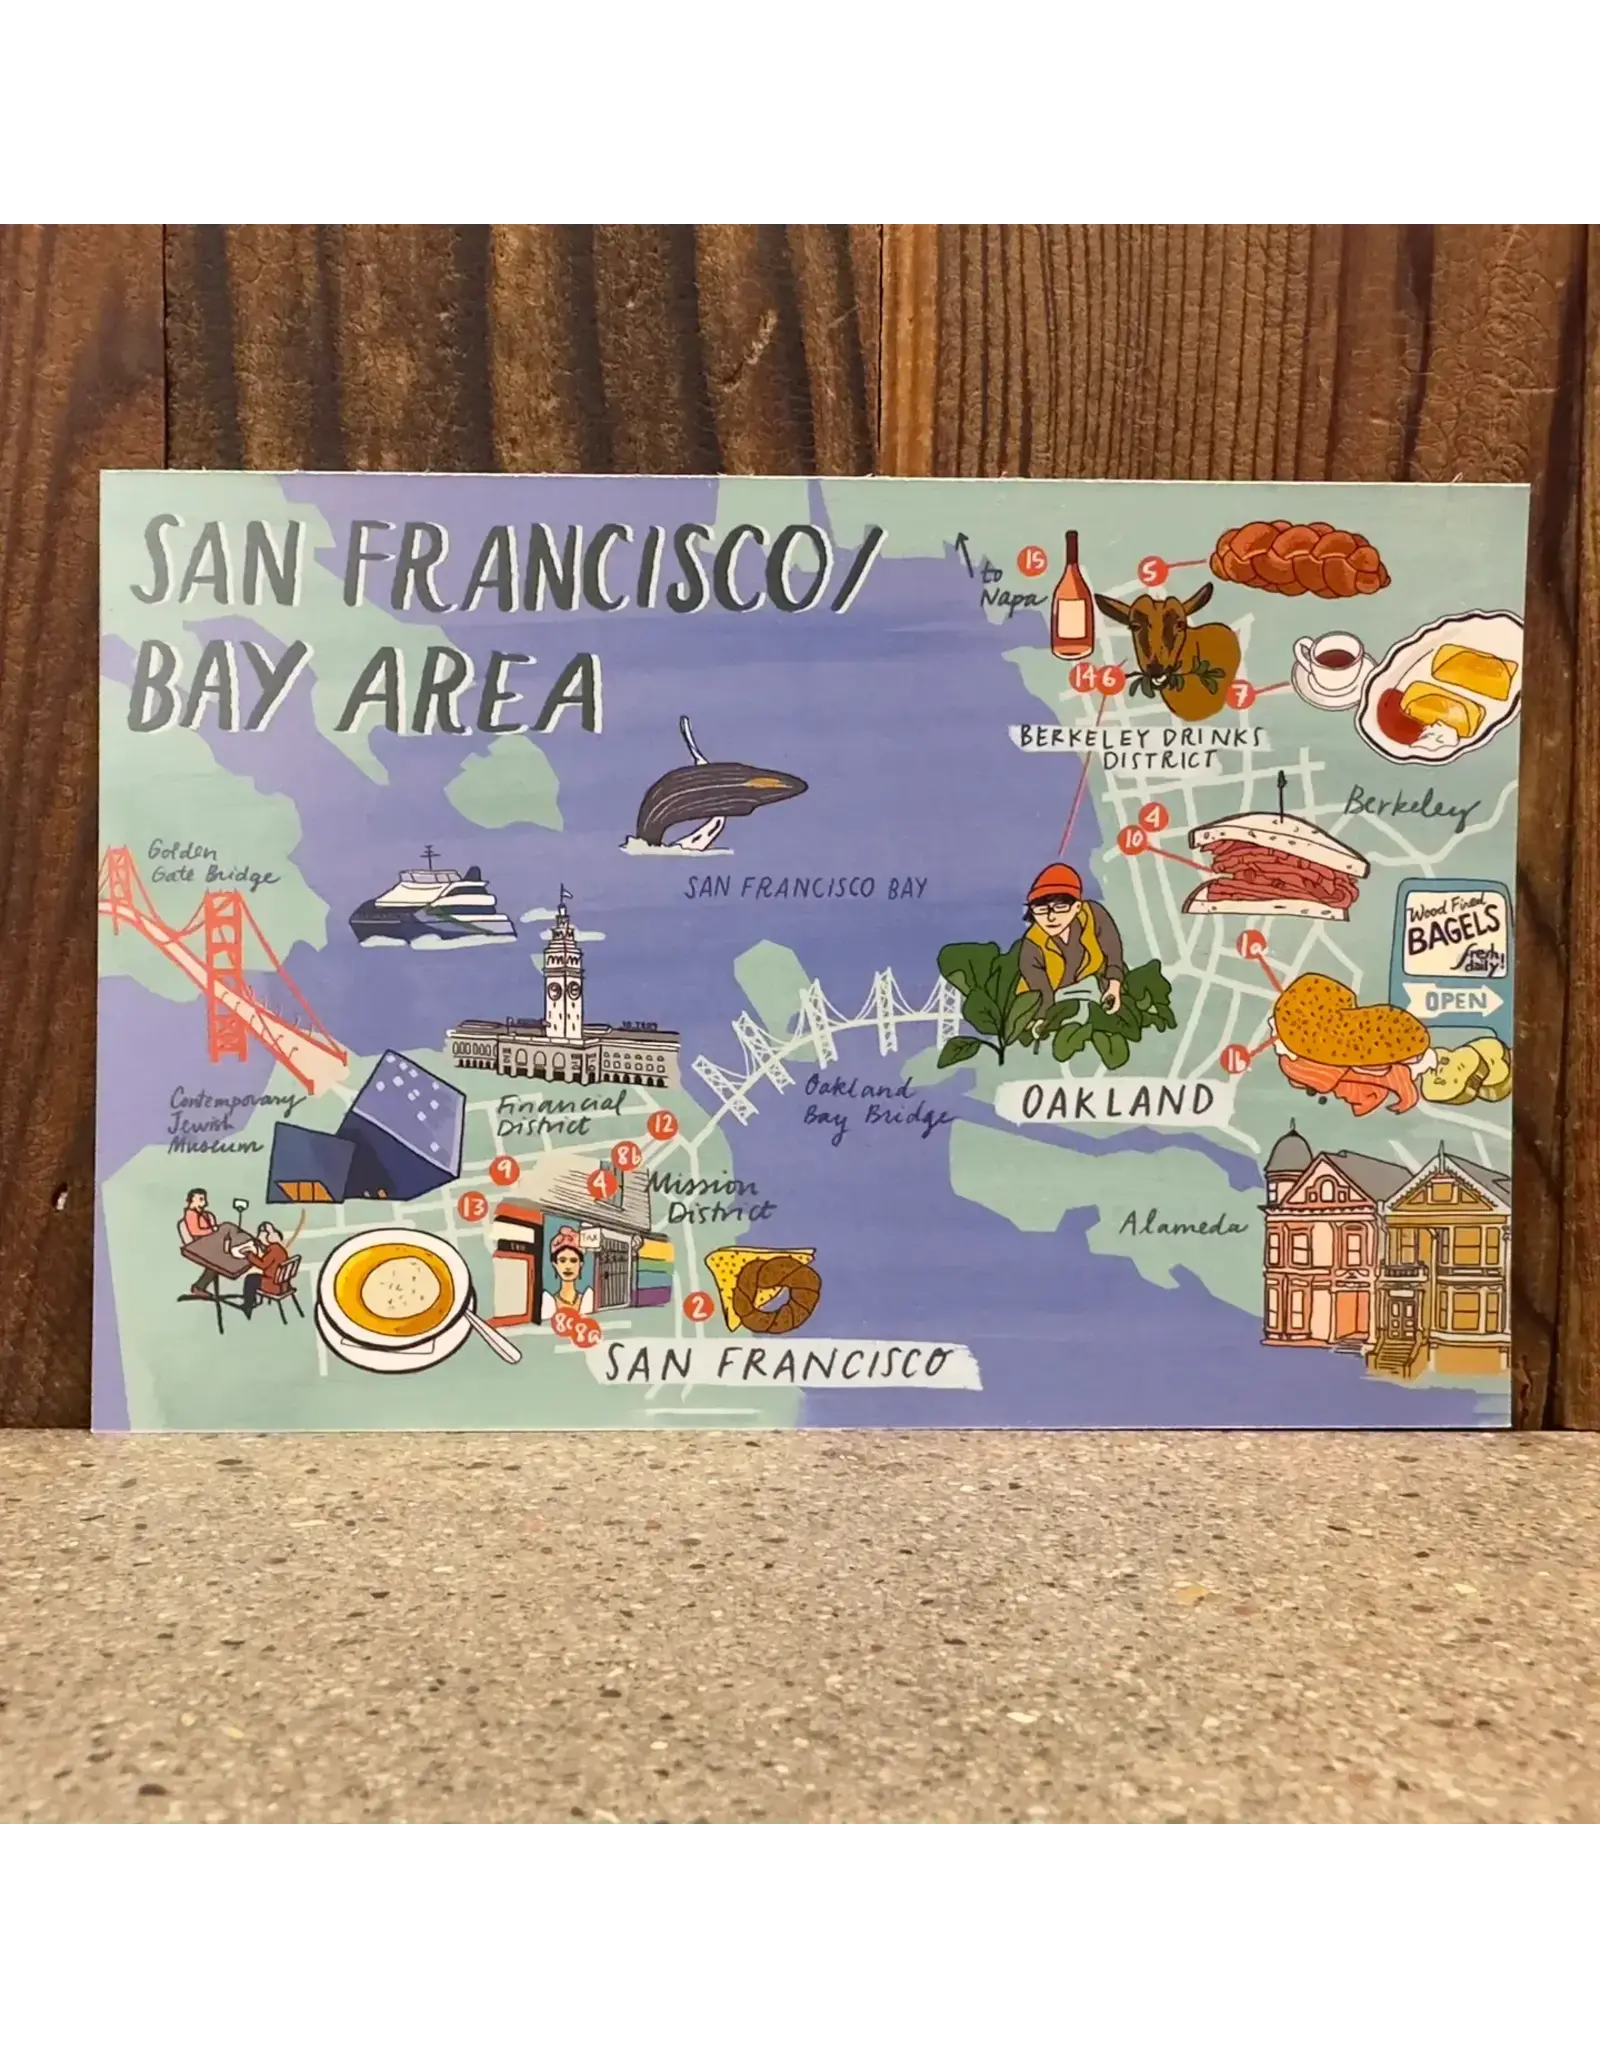 SAN FRANCISCO/
BAY AREA
to
Napa
15
5
14
6
7
BERKELEY DRINKS
DISTRICT
Berkeley
4
10
Golden
Gate Bridge
SAN FRANCISCO BAY
Wood Fired
BAGELS
fresh
daily!
OPEN
1a
1b
OAKLAND
Oakland
Bay Bridge
Contemporary
Jewish
Museum
Financial
District
12
8b
9
4
13
Mission
District
TAX
Alameda
2
8c
8a
SAN FRANCISCO